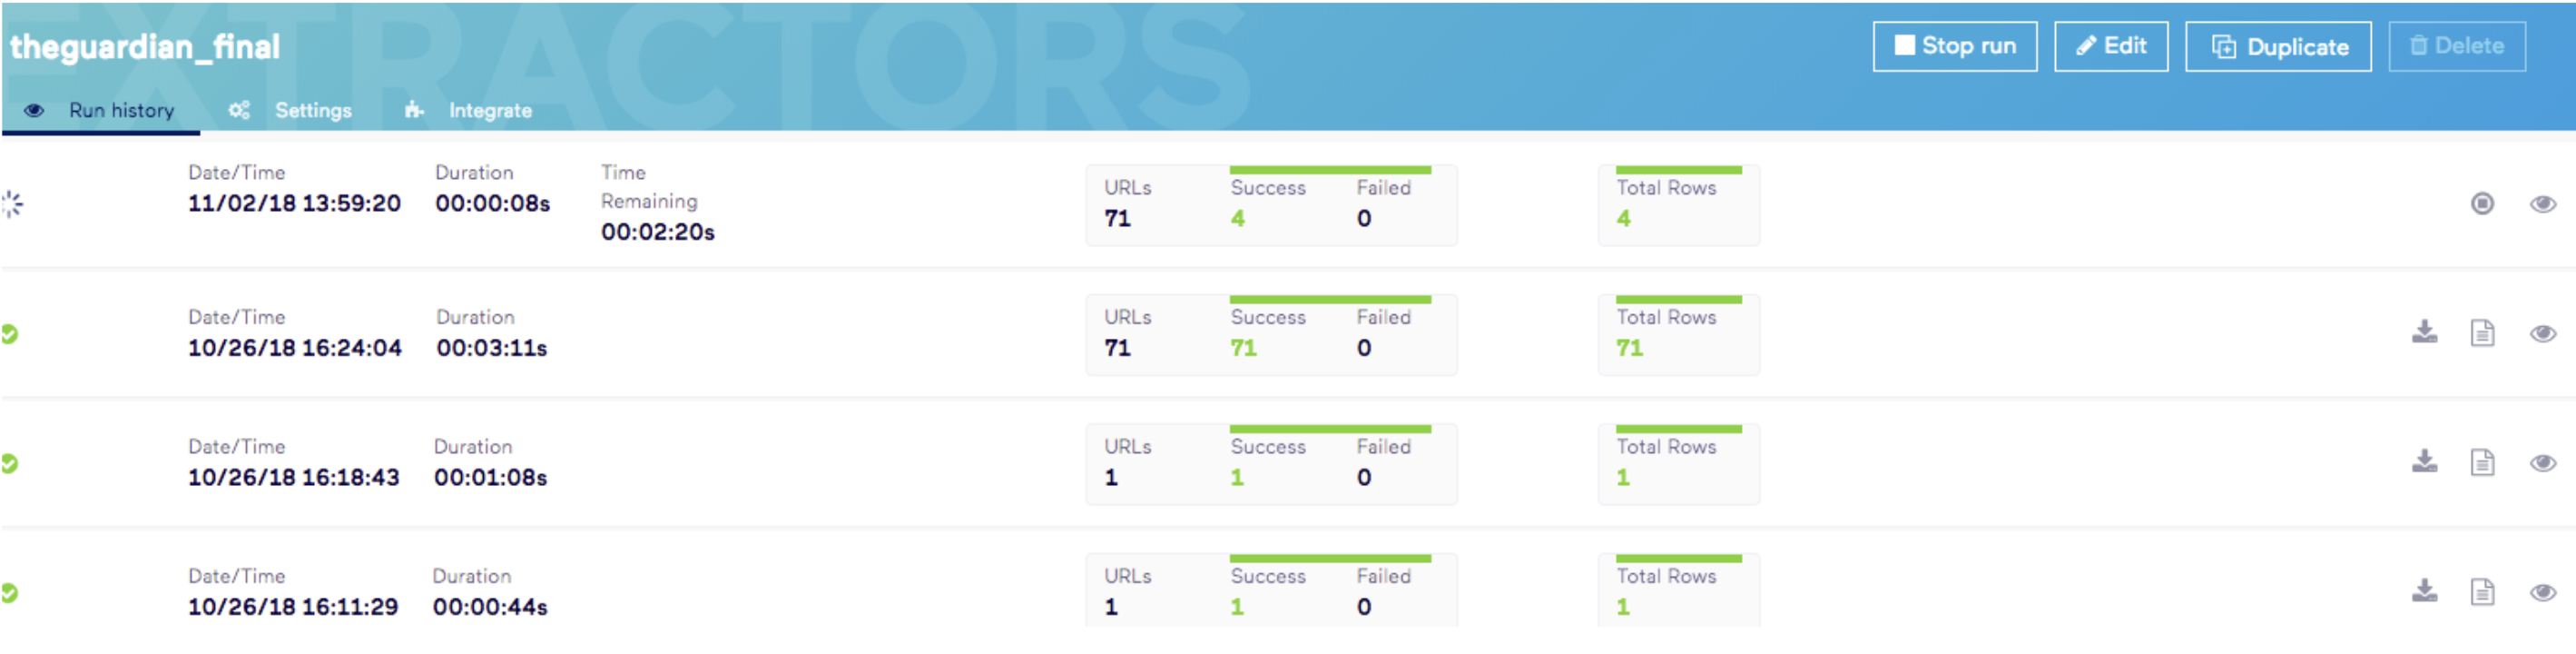 EXTRACTORS
theguardian_final
Stop run Edit Duplicate Delete
Run history Settings Integrate
Date/Time Duration Time
Remaining
11/02/18 13:59:20 00:00:08s
00:02:20s
URLs Success Failed Total Rows
71 4 0 4
Date/Time Duration URLs Success Failed Total Rows
10/26/18 16:24:04 00:03:11s 71 71 0 71
Date/Time Duration URLs Success Failed Total Rows
10/26/18 16:18:43 00:01:08s 1 1 0 1
Date/Time Duration URLs Success Failed Total Rows
10/26/18 16:11:29 00:00:44s 1 1 0 1